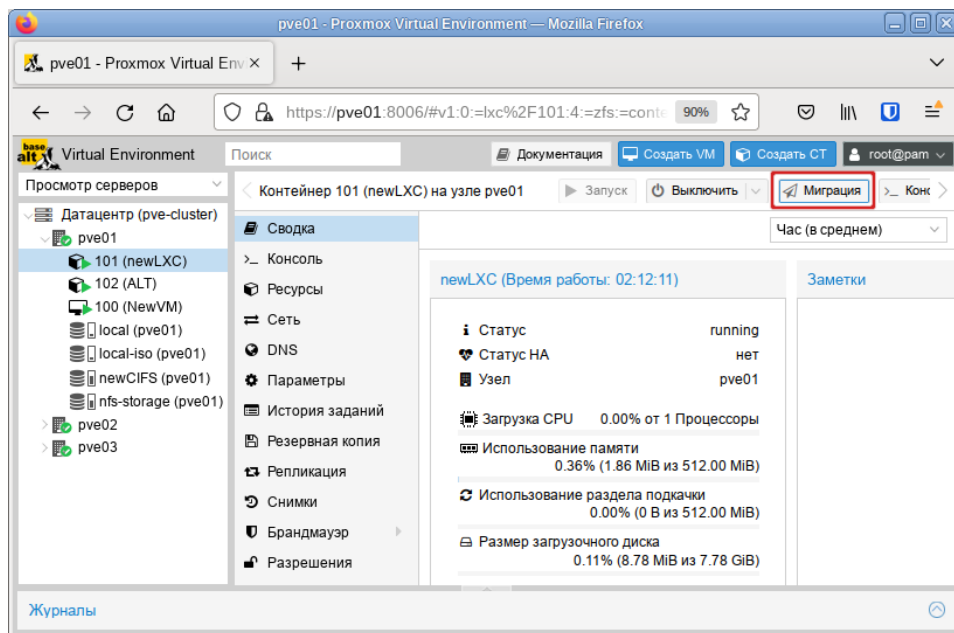 pve01 - Proxmox Virtual Environment — Mozilla Firefox
pve01 - Proxmox Virtual Env
https://pve01:8006/#v1:0:=lxc%2F101:4:=zfs:=conte 90%
base alt Virtual Environment Поиск Документация Создать VM Создать CT root@pam
Просмотр серверов
Контейнер 101 (newLXC) на узле pve01 Запуск Выключить Миграция Конс
Датацентр (pve-cluster)
pve01
101 (newLXC)
102 (ALT)
100 (NewVM)
local (pve01)
local-iso (pve01)
newCIFS (pve01)
nfs-storage (pve01)
pve02
pve03
Сводка
Консоль
Ресурсы
Сеть
DNS
Параметры
История заданий
Резервная копия
Репликация
Снимки
Брандмауэр
Разрешения
Час (в среднем)
newLXC (Время работы: 02:12:11)
Статус running
Статус HA нет
Узел pve01
Загрузка CPU 0.00% от 1 Процессоры
Использование памяти
0.36% (1.86 MiB из 512.00 MiB)
Использование раздела подкачки
0.00% (0 B из 512.00 MiB)
Размер загрузочного диска
0.11% (8.78 MiB из 7.78 GiB)
Заметки
Журналы